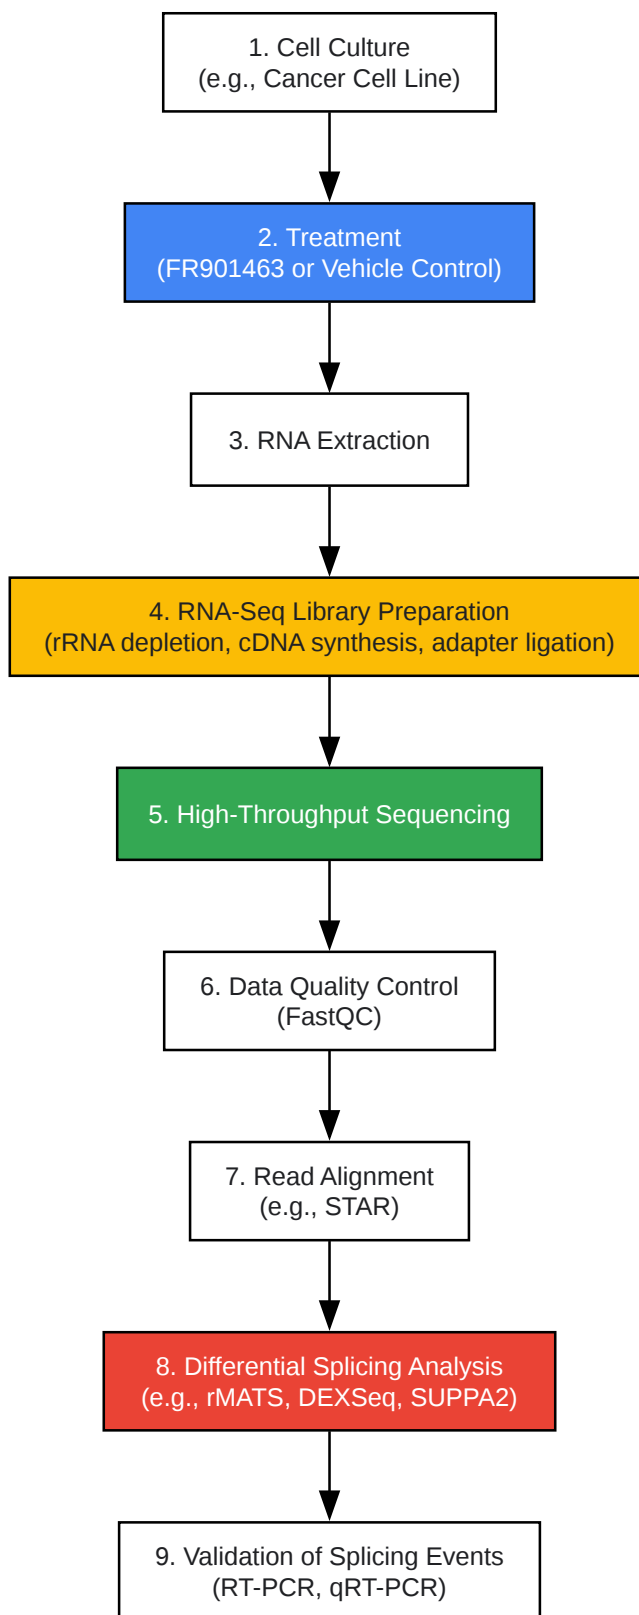 1. Cell Culture
(e.g., Cancer Cell Line)
2. Treatment
(FR901463 or Vehicle Control)
3. RNA Extraction
4. RNA-Seq Library Preparation
(rRNA depletion, cDNA synthesis, adapter ligation)
5. High-Throughput Sequencing
6. Data Quality Control
(FastQC)
7. Read Alignment
(e.g., STAR)
8. Differential Splicing Analysis
(e.g., rMATS, DEXSeq, SUPPA2)
9. Validation of Splicing Events
(RT-PCR, qRT-PCR)